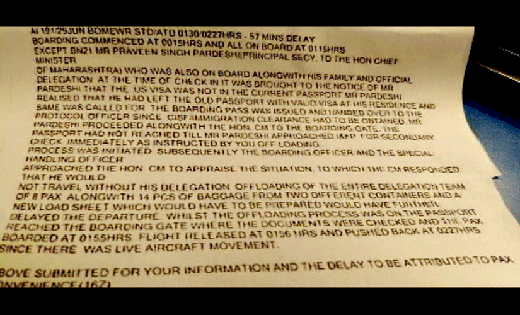 AI 191/29JUN BOMEWR STD/ATD 0130/0227HRS - 57 MINS DELAY
BOARDING COMMENCED AT 0015HRS AND ALL ON BOARD AT 0115HRS
EXCEPT BN21 MR PRAVEEN SINGH PARDESHI(PRINCIPAL SECY. TO THE HON CHIEF
MINISTER
OF MAHARASHTRA) WHO WAS ALSO ON BOARD ALONGWITH HIS FAMILY AND OFFICIAL
DELEGATION. AT THE TIME OF CHECK IN IT WAS BROUGHT TO THE NOTICE OF MR
PARDESHI THAT THE US VISA WAS NOT IN THE CURRENT PASSPORT MR PARDESHI
REALISED THAT HE HAD LEFT THE OLD PASSPORT WITH VALID VISA AT HIS RESIDENCE AND
SAME WAS CALLED FOR. THE BOARDING PASS WAS ISSUED AND HANDED OVER TO THE
PROTOCOL OFFICER SINCE CISF IMMIGRATION CLEARANCE HAD TO BE OBTAINED. MR
PARDESHI PROCEEDED ALONGWITH THE HON. CM TO THE BOARDING GATE. THE
PASSPORT HAD NOT REACHED TILL MR PARDESHI APPROACHED FOR SECONDARY
CHECK. IMMEDIATELY AS INSTRUCTED BY YOU OFF LOADING
PROCESS WAS INITIATED. SUBSEQUENTLY THE BOARDING OFFICER AND THE SPECIAL
HANDLING OFFICER
APPROACHED THE HON. CM TO APPRAISE THE SITUATION, TO WHICH THE CM RESPONDED
THAT HE WOULD
NOT TRAVEL WITHOUT HIS DELEGATION. OFFLOADING OF THE ENTIRE DELEGATION TEAM
OF 8 PAX ALONGWITH 14 PCS OF BAGGAGE FROM TWO DIFFERENT CONTAINERS AND A
NEW LOAD SHEET WHICH WOULD HAVE TO BE PREPARED WOULD HAVE FURTHER
DELAYED THE DEPARTURE. WHILST THE OFFLOADING PROCESS WAS ON THE PASSPORT
REACHED THE BOARDING GATE WHERE THE DOCUMENTS WERE CHECKED AND THE PAX
BOARDED AT 0155HRS. FLIGHT RELEASED AT 0156 HRS AND PUSHED BACK AT 0227HRS
SINCE THERE WAS LIVE AIRCRAFT MOVEMENT.
BOVE SUBMITTED FOR YOUR INFORMATION AND THE DELAY TO BE ATTRIBUTED TO PAX
NVENIENCE (16Z)